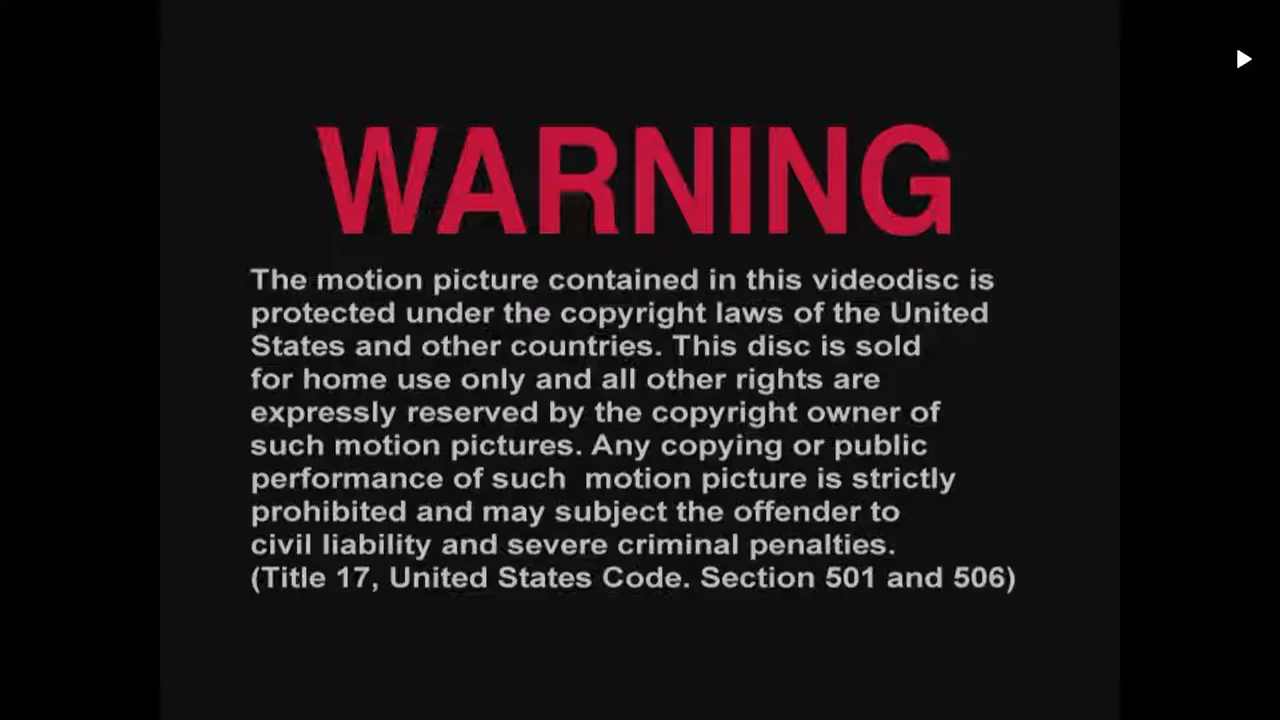 WARNING
The motion picture contained in this videodisc is
protected under the copyright laws of the United
States and other countries. This disc is sold
for home use only and all other rights are
expressly reserved by the copyright owner of
such motion pictures. Any copying or public
performance of such  motion picture is strictly
prohibited and may subject the offender to
civil liability and severe criminal penalties.
(Title 17, United States Code. Section 501 and 506)